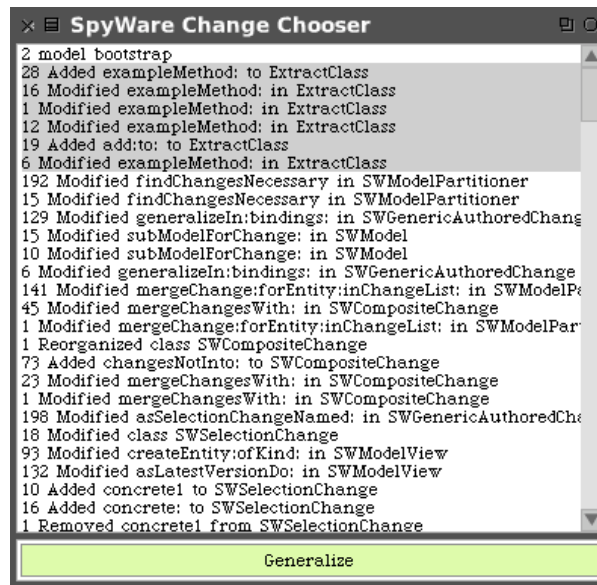 SpyWare Change Chooser
2 model bootstrap
28 Added exampleMethod: to ExtractClass
16 Modified exampleMethod: in ExtractClass
1 Modified exampleMethod: in ExtractClass
12 Modified exampleMethod: in ExtractClass
19 Added add:to: to ExtractClass
6 Modified exampleMethod: in ExtractClass
192 Modified findChangesNecessary in SWModelPartitioner
15 Modified findChangesNecessary in SWModelPartitioner
129 Modified generalizeIn:bindings: in SWGenericAuthoredChang
15 Modified subModelForChange: in SWModel
10 Modified subModelForChange: in SWModel
6 Modified generalizeIn:bindings: in SWGenericAuthoredChange
141 Modified mergeChange:forEntity:inChangeList: in SWModelPa
45 Modified mergeChangesWith: in SWCompositeChange
1 Modified mergeChange:forEntity:inChangeList: in SWModelPar
1 Reorganized class SWCompositeChange
73 Added changesNotInto: to SWCompositeChange
23 Modified mergeChangesWith: in SWCompositeChange
1 Modified mergeChangesWith: in SWCompositeChange
198 Modified asSelectionChangeNamed: in SWGenericAuthoredCha
18 Modified class SWSelectionChange
93 Modified createEntity:ofKind: in SWModelView
132 Modified asLatestVersionDo: in SWModelView
10 Added concrete1 to SWSelectionChange
16 Added concrete: to SWSelectionChange
1 Removed concrete1 from SWSelectionChange
Generalize